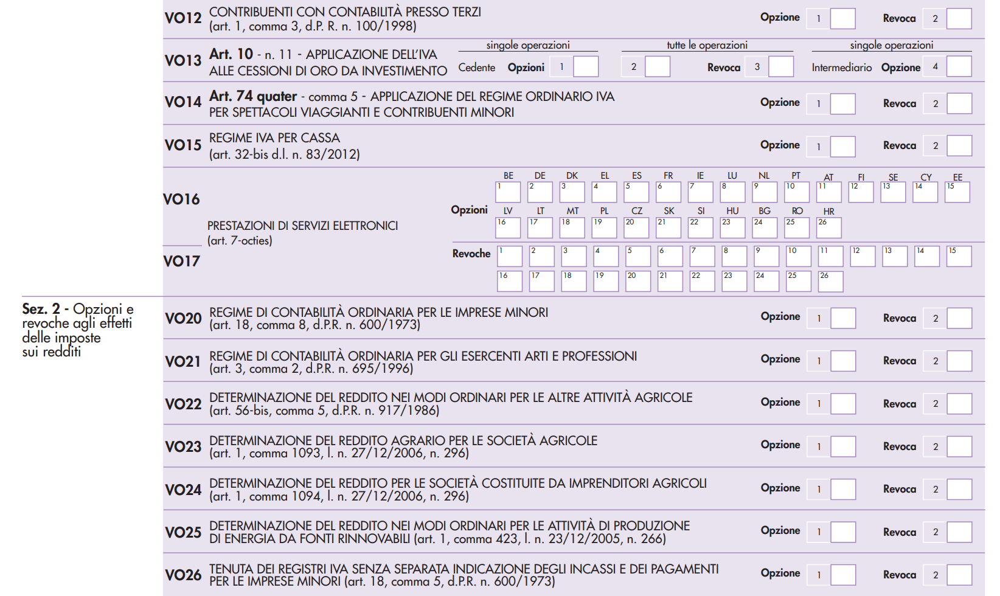 VO12 CONTRIBUENTI CON CONTABILITÀ PRESSO TERZI
(art. 1, comma 3, d.P. R. n. 100/1998)
Opzione 1 Revoca 2
singole operazioni tutte le operazioni singole operazioni
VO13 Art. 10 - n. 11 - APPLICAZIONE DELL'IVA
ALLE CESSIONI DI ORO DA INVESTIMENTO
Cedente Opzioni 1 2 Revoca 3 Intermediario Opzione 4
VO14 Art. 74 quater - comma 5 - APPLICAZIONE DEL REGIME ORDINARIO IVA
PER SPETTACOLI VIAGGIANTI E CONTRIBUENTI MINORI
Opzione 1 Revoca 2
VO15 REGIME IVA PER CASSA
(art. 32-bis d.l. n. 83/2012)
Opzione 1 Revoca 2
BE DE DK EL ES FR IE LU NL PT AT FI SE CY EE
1 2 3 4 5 6 7 8 9 10 11 12 13 14 15
VO16
Opzioni LV LT MT PL CZ SK SI HU BG RO HR
16 17 18 19 20 21 22 23 24 25 26
PRESTAZIONI DI SERVIZI ELETTRONICI
(art. 7-octies)
VO17
Revoche 1 2 3 4 5 6 7 8 9 10 11 12 13 14 15
16 17 18 19 20 21 22 23 24 25 26
Sez. 2 - Opzioni e
revoche agli effetti
delle imposte
sui redditi
VO20 REGIME DI CONTABILITÀ ORDINARIA PER LE IMPRESE MINORI
(art. 18, comma 8, d.P.R. n. 600/1973)
Opzione 1 Revoca 2
VO21 REGIME DI CONTABILITÀ ORDINARIA PER GLI ESERCENTI ARTI E PROFESSIONI
(art. 3, comma 2, d.P.R. n. 695/1996)
Opzione 1 Revoca 2
VO22 DETERMINAZIONE DEL REDDITO NEI MODI ORDINARI PER LE ALTRE ATTIVITÀ AGRICOLE
(art. 56-bis, comma 5, d.P.R. n. 917/1986)
Opzione 1 Revoca 2
VO23 DETERMINAZIONE DEL REDDITO AGRARIO PER LE SOCIETÀ AGRICOLE
(art. 1, comma 1093, l. n. 27/12/2006, n. 296)
Opzione 1 Revoca 2
VO24 DETERMINAZIONE DEL REDDITO PER LE SOCIETÀ COSTITUITE DA IMPRENDITORI AGRICOLI
(art. 1, comma 1094, l. n. 27/12/2006, n. 296)
Opzione 1 Revoca 2
VO25 DETERMINAZIONE DEL REDDITO NEI MODI ORDINARI PER LE ATTIVITÀ DI PRODUZIONE
DI ENERGIA DA FONTI RINNOVABILI (art. 1, comma 423, l. n. 23/12/2005, n. 266)
Opzione 1 Revoca 2
VO26 TENUTA DEI REGISTRI IVA SENZA SEPARATA INDICAZIONE DEGLI INCASSI E DEI PAGAMENTI
PER LE IMPRESE MINORI (art. 18, comma 5, d.P.R. n. 600/1973)
Opzione 1 Revoca 2